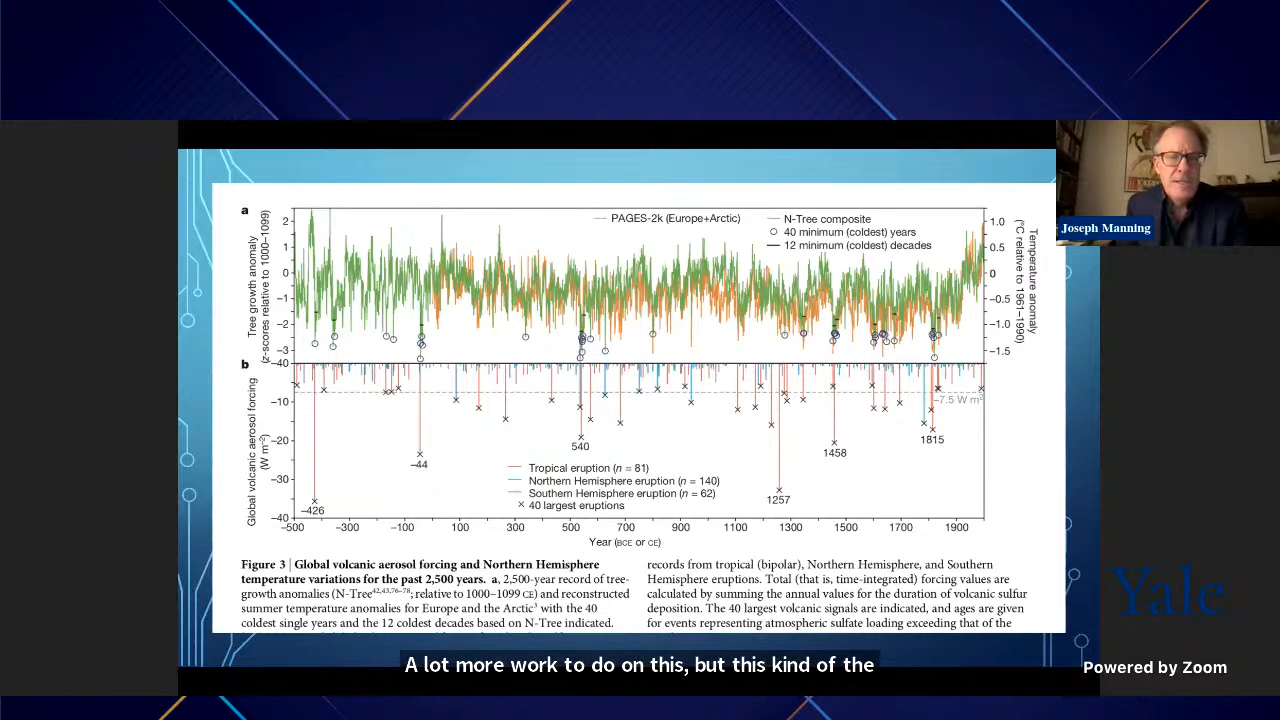 a
Tree growth anomaly
(z-scores relative to 1000–1099)
2
1
0
−1
−2
−3
PAGES-2k (Europe+Arctic)
N-Tree composite
40 minimum (coldest) years
12 minimum (coldest) decades
1.0
0.5
0
−0.5
−1.0
−1.5
Temperature anomaly
(°C relative to 1961–1990)
Joseph Manning
b
Global volcanic aerosol forcing
(W m−2)
−40
−10
−20
−30
−40
−7.5 W m2
−426
−44
540
1257
1458
1815
Tropical eruption (n = 81)
Northern Hemisphere eruption (n = 140)
Southern Hemisphere eruption (n = 62)
40 largest eruptions
−500 −300 −100 100 300 500 700 900 1100 1300 1500 1700 1900
Year (BCE or CE)
Figure 3 | Global volcanic aerosol forcing and Northern Hemisphere
temperature variations for the past 2,500 years. a, 2,500-year record of tree-
growth anomalies (N-Tree42,43,76–78; relative to 1000–1099 CE) and reconstructed
summer temperature anomalies for Europe and the Arctic3 with the 40
coldest single years and the 12 coldest decades based on N-Tree indicated.
records from tropical (bipolar), Northern Hemisphere, and Southern
Hemisphere eruptions. Total (that is, time-integrated) forcing values are
calculated by summing the annual values for the duration of volcanic sulfur
deposition. The 40 largest volcanic signals are indicated, and ages are given
for events representing atmospheric sulfate loading exceeding that of the
Yale
A lot more work to do on this, but this kind of the
Powered by Zoom